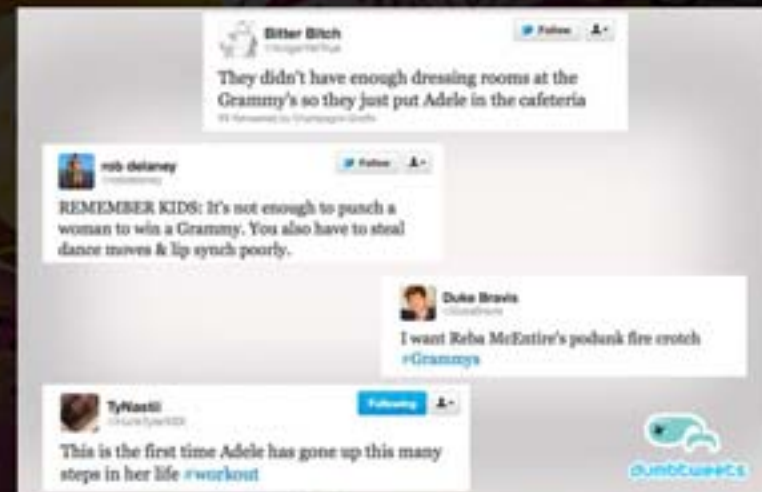 Bitter Bitch
Follow
They didn't have enough dressing rooms at the
Grammy's so they just put Adele in the cafeteria
rob delaney
Follow
REMEMBER KIDS: It's not enough to punch a
woman to win a Grammy. You also have to steal
dance moves & lip synch poorly.
Duke Bravis
I want Reba McEntire's podunk fire crotch
#Grammys
TyNastii
Following
This is the first time Adele has gone up this many
steps in her life #workout
dumbtweets